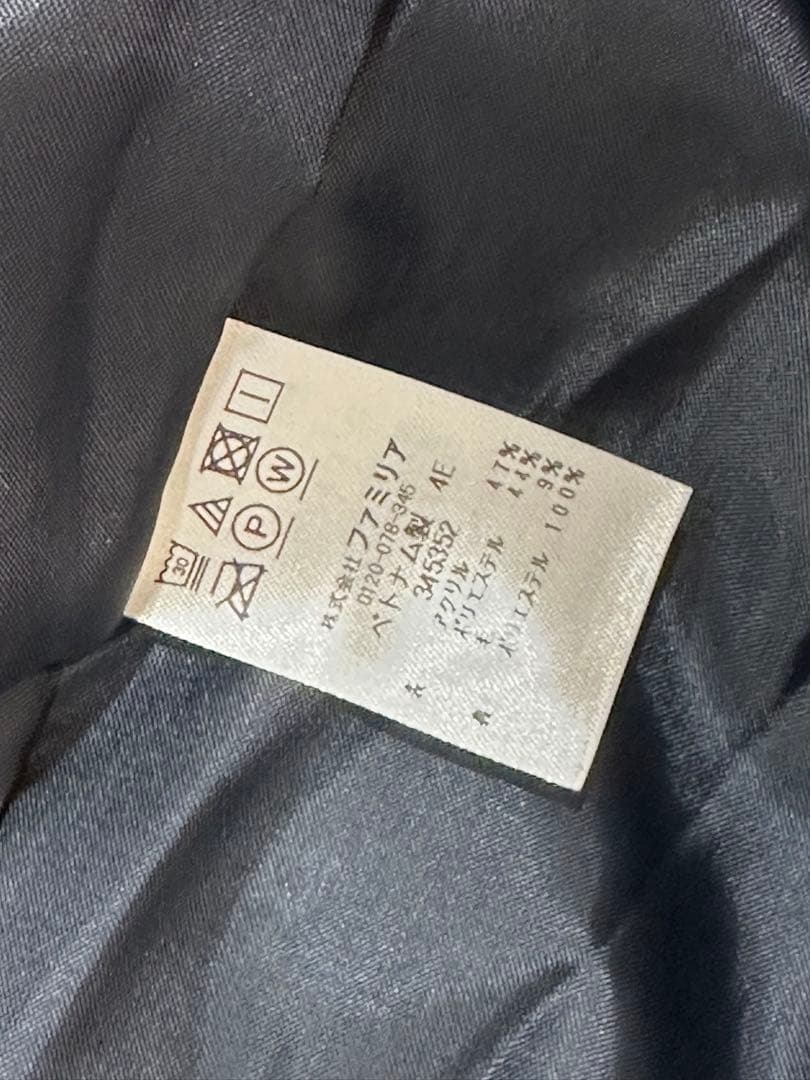 30
P
W
株式会社ファミリア
0120-078-345
ベトナム製 4E
345352
表 アクリル 47%
ポリエステル 44%
毛 9%
裏 ポリエステル 100%